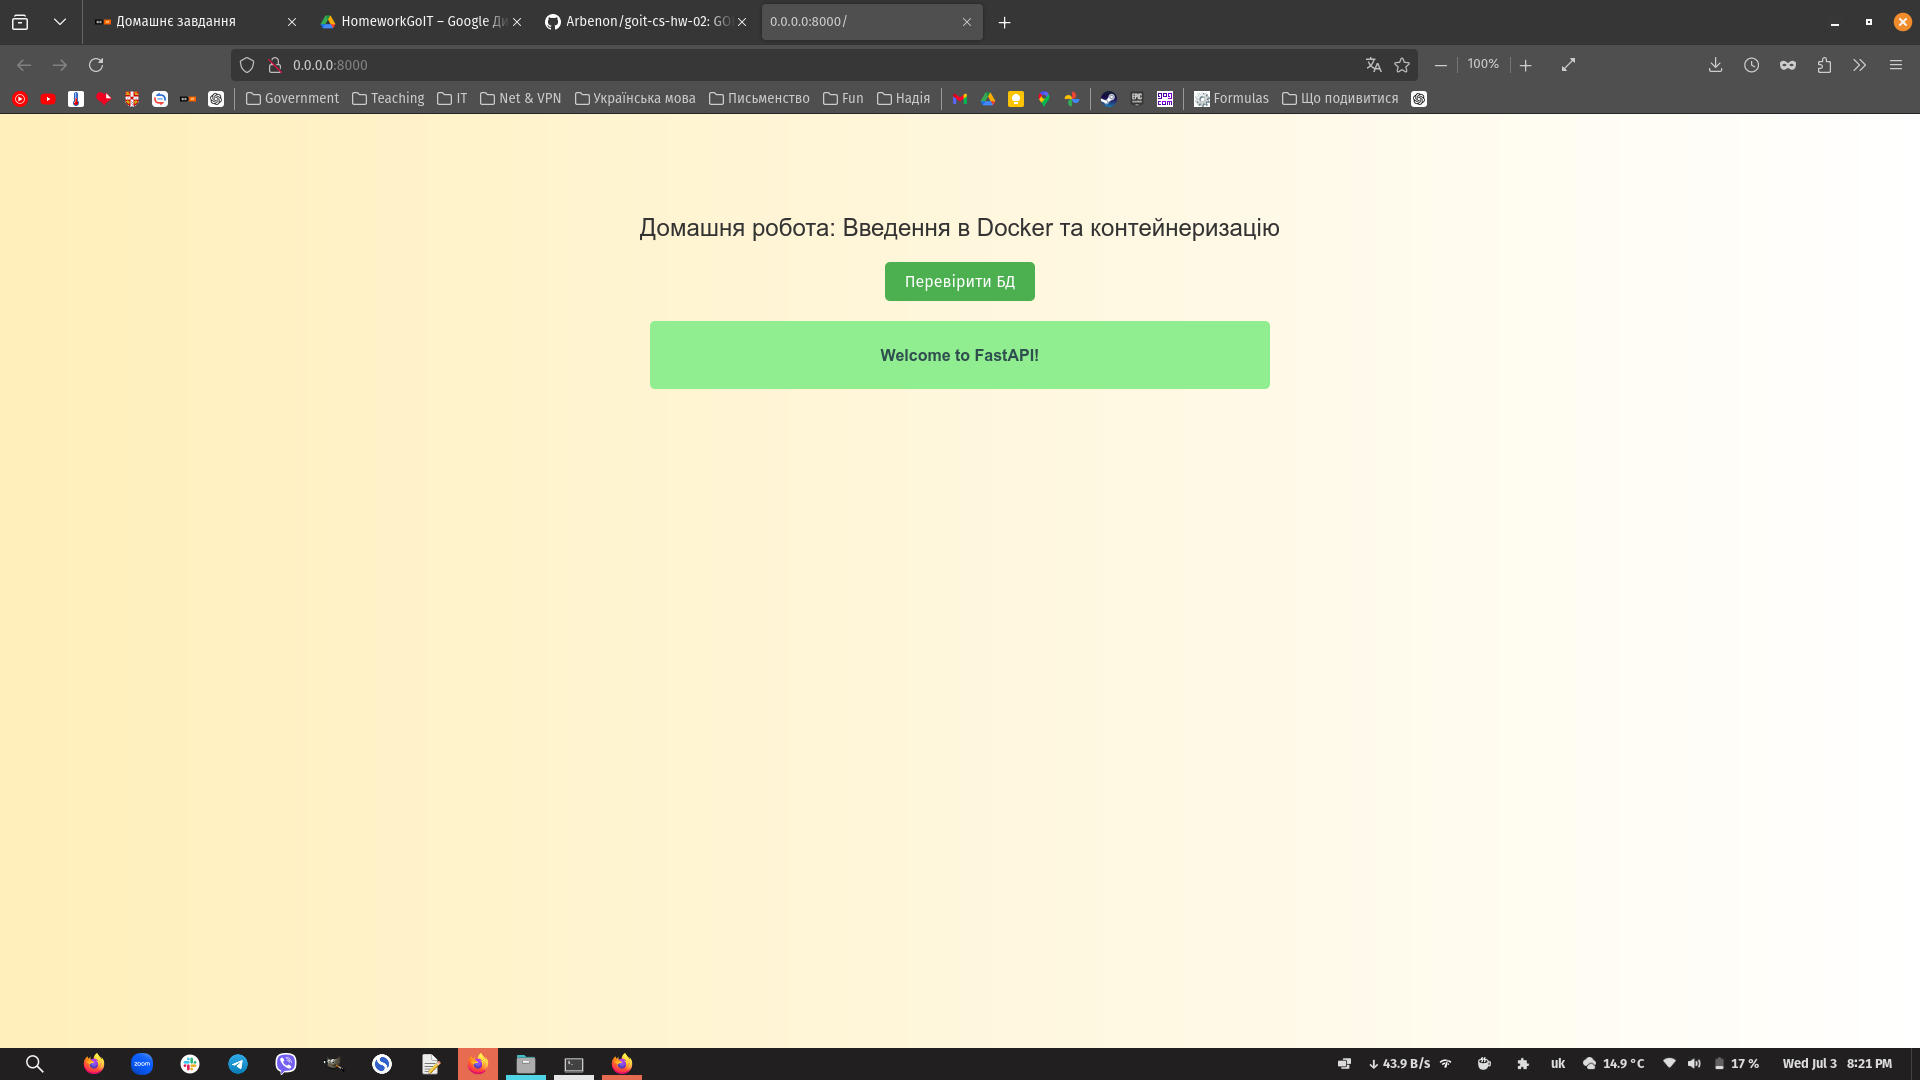 Домашнє завдання
HomeworkGoIT – Google Ди
Arbenon/goit-cs-hw-02: GO
0.0.0.0:8000/
0.0.0.0:8000
100%
Government
Teaching
IT
Net & VPN
Українська мова
Письменство
Fun
Надія
Formulas
Що подивитися
Домашня робота: Введення в Docker та контейнеризацію
Перевірити БД
Welcome to FastAPI!
zoom
43.9 B/s
uk
14.9 °C
17 %
Wed Jul 3 8:21 PM